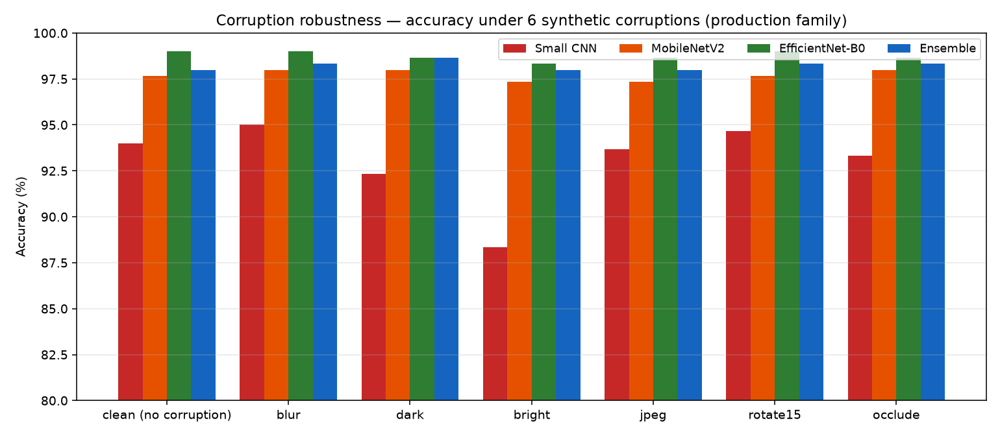 Corruption robustness — accuracy under 6 synthetic corruptions (production family)
Small CNN MobileNetV2 EfficientNet-B0 Ensemble
Accuracy (%)
100.0
97.5
95.0
92.5
90.0
87.5
85.0
82.5
80.0
clean (no corruption) blur dark bright jpeg rotate15 occlude